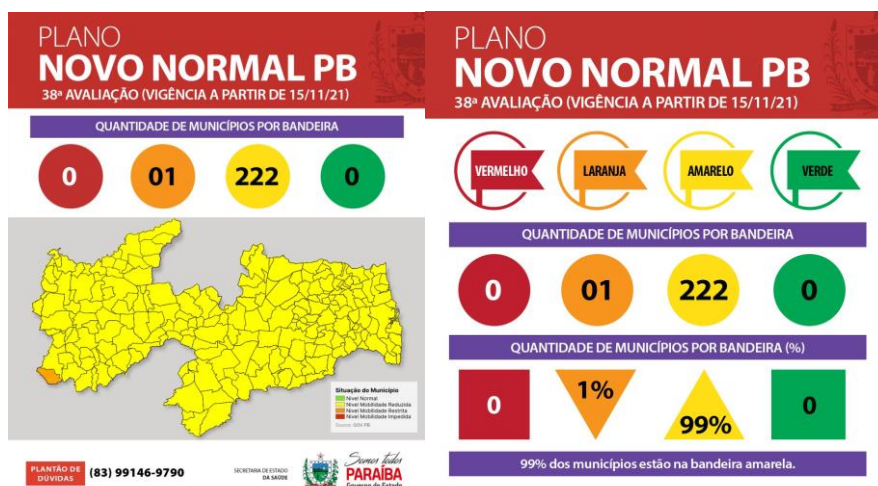 PLANO
NOVO NORMAL PB
38ª AVALIAÇÃO (VIGÊNCIA A PARTIR DE 15/11/21)
QUANTIDADE DE MUNICÍPIOS POR BANDEIRA
0 01 222 0
Situação do Município
Nível Normal
Nível Mobilidade Reduzida
Nível Mobilidade Restrita
Nível Mobilidade Impedida
Source: GOV PB
PLANTÃO DE
DÚVIDAS
(83) 99146-9790
SECRETARIA DE ESTADO
DA SAÚDE
Somos todos
PARAÍBA
Governo do Estado
PLANO
NOVO NORMAL PB
38ª AVALIAÇÃO (VIGÊNCIA A PARTIR DE 15/11/21)
VERMELHO LARANJA AMARELO VERDE
QUANTIDADE DE MUNICÍPIOS POR BANDEIRA
0 01 222 0
QUANTIDADE DE MUNICÍPIOS POR BANDEIRA (%)
0 1% 99% 0
99% dos municípios estão na bandeira amarela.